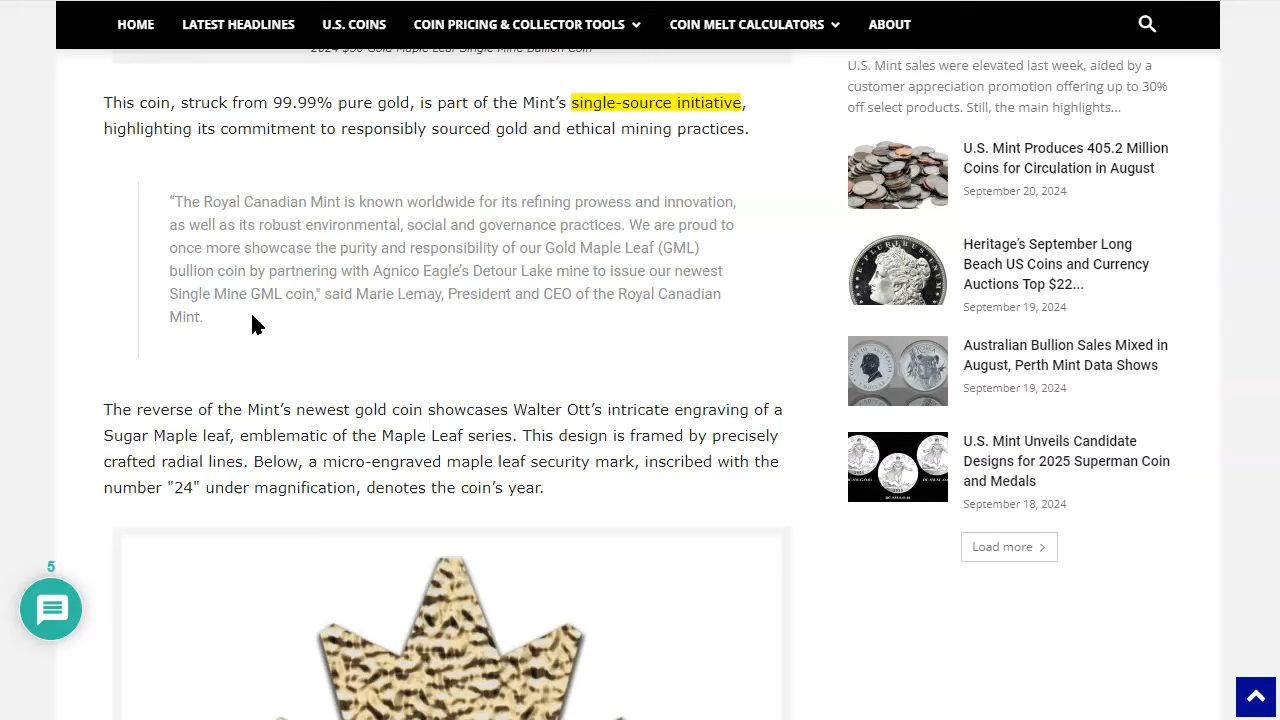 HOME LATEST HEADLINES U.S. COINS COIN PRICING & COLLECTOR TOOLS COIN MELT CALCULATORS ABOUT
2024 $50 Gold Maple Leaf Single Mine Bullion Coin
This coin, struck from 99.99% pure gold, is part of the Mint’s single-source initiative,
highlighting its commitment to responsibly sourced gold and ethical mining practices.
“The Royal Canadian Mint is known worldwide for its refining prowess and innovation,
as well as its robust environmental, social and governance practices. We are proud to
once more showcase the purity and responsibility of our Gold Maple Leaf (GML)
bullion coin by partnering with Agnico Eagle’s Detour Lake mine to issue our newest
Single Mine GML coin," said Marie Lemay, President and CEO of the Royal Canadian
Mint.
The reverse of the Mint’s newest gold coin showcases Walter Ott’s intricate engraving of a
Sugar Maple leaf, emblematic of the Maple Leaf series. This design is framed by precisely
crafted radial lines. Below, a micro-engraved maple leaf security mark, inscribed with the
number "24" under magnification, denotes the coin’s year.
5
U.S. Mint sales were elevated last week, aided by a
customer appreciation promotion offering up to 30%
off select products. Still, the main highlights...
U.S. Mint Produces 405.2 Million
Coins for Circulation in August
September 20, 2024
Heritage’s September Long
Beach US Coins and Currency
Auctions Top $22...
September 19, 2024
Australian Bullion Sales Mixed in
August, Perth Mint Data Shows
September 19, 2024
U.S. Mint Unveils Candidate
Designs for 2025 Superman Coin
and Medals
September 18, 2024
Load more